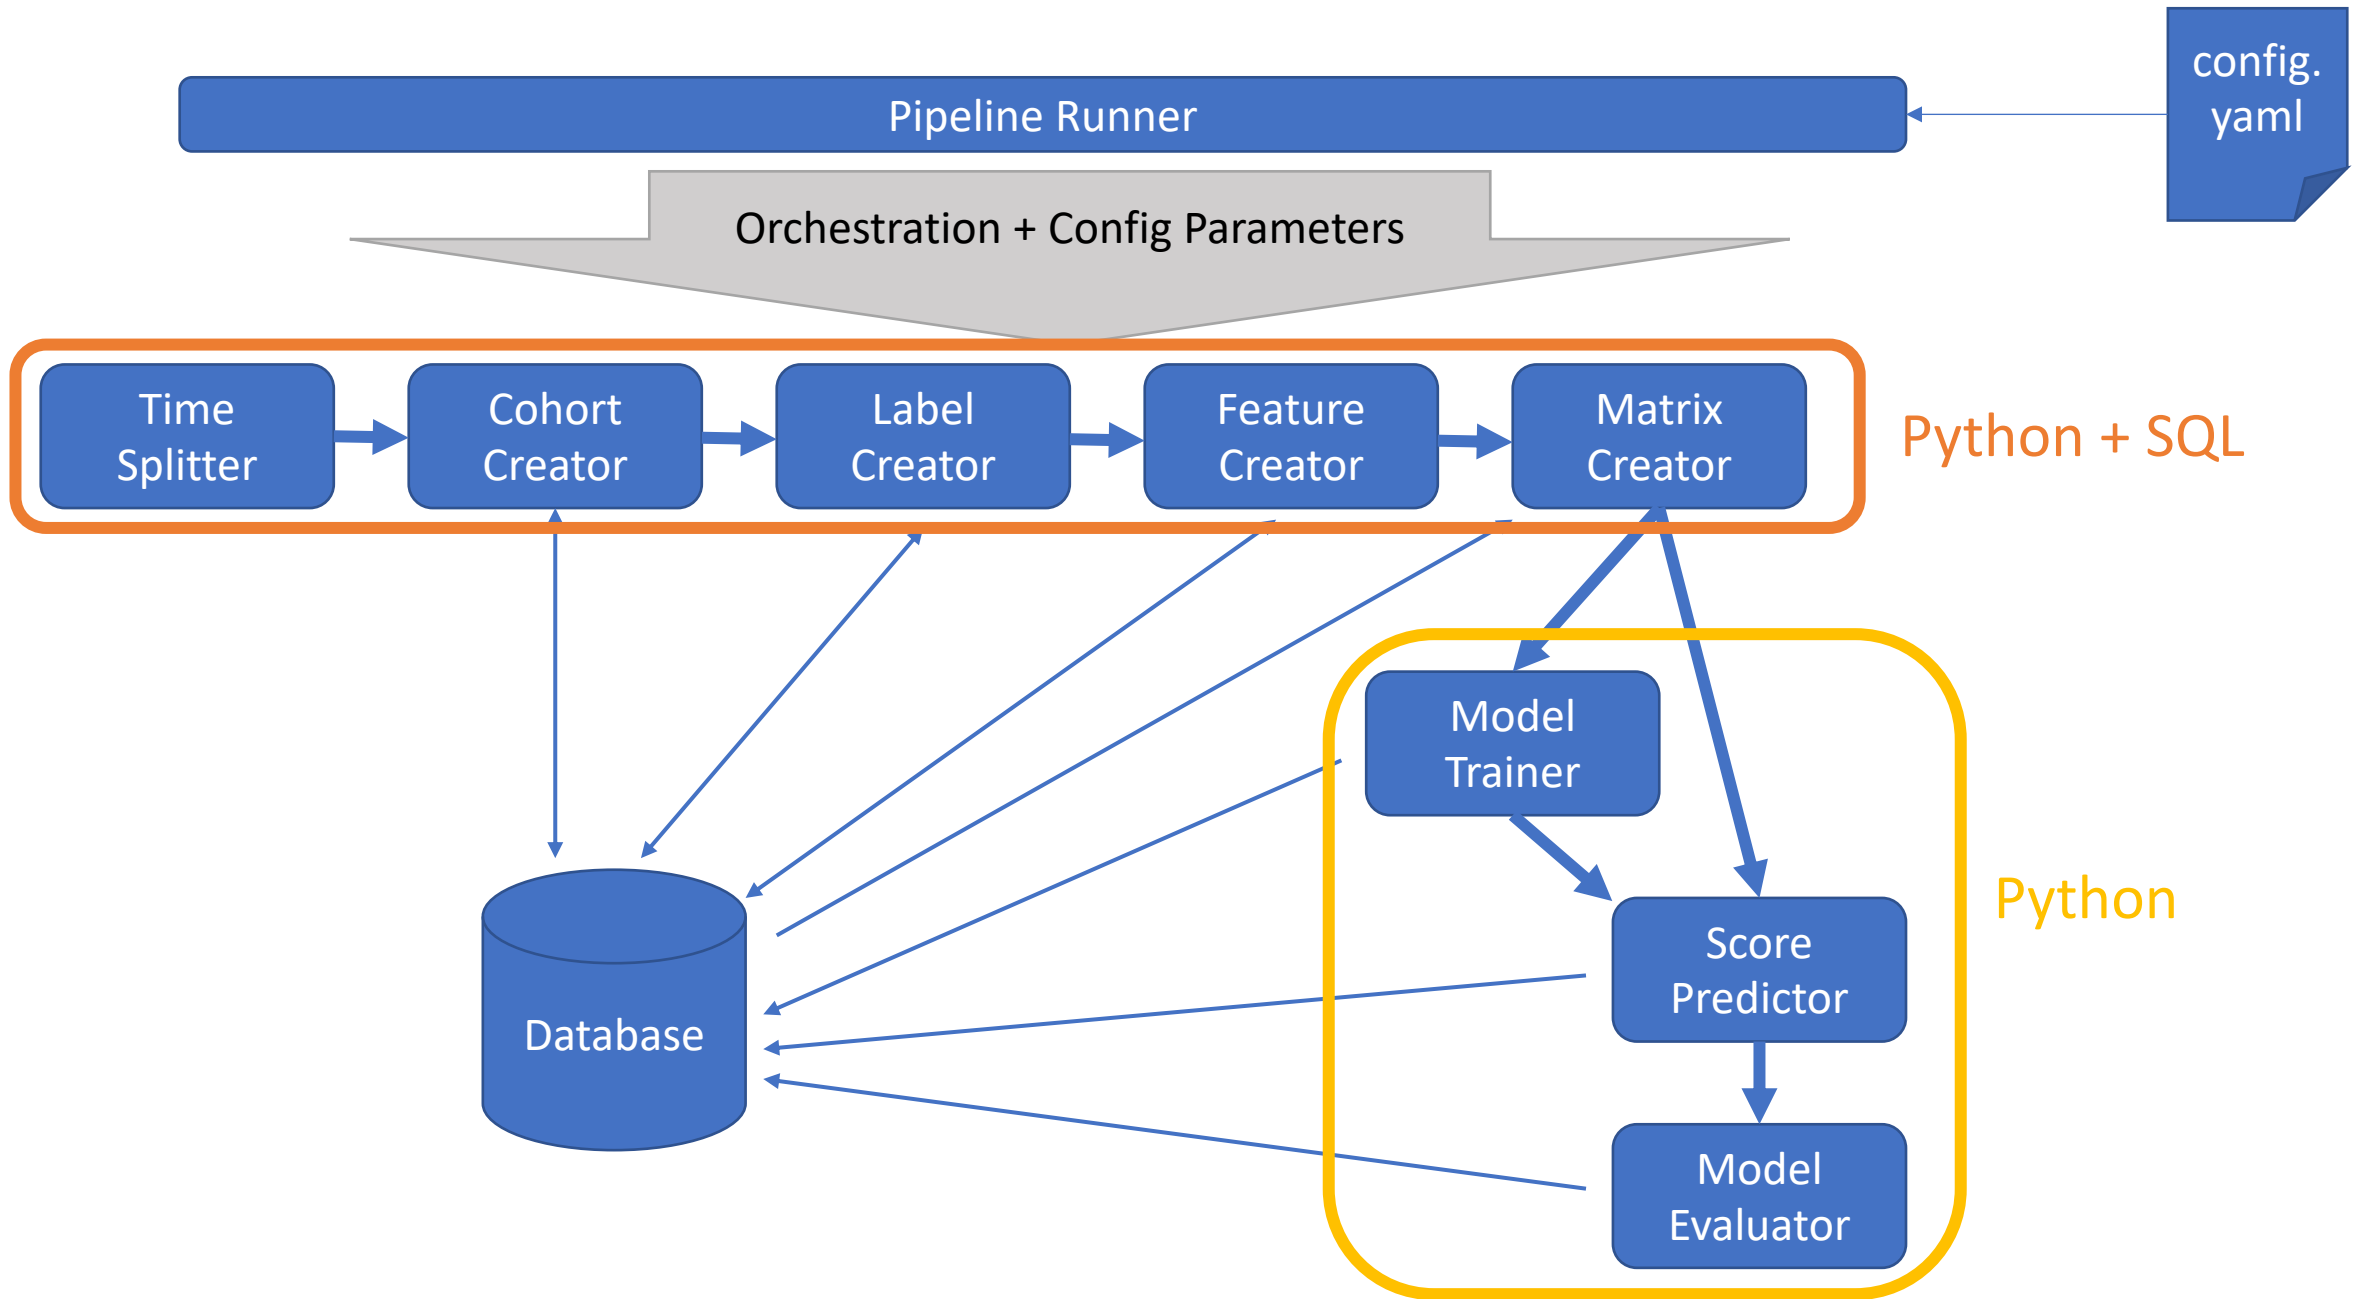 config.
yaml
Pipeline Runner
Orchestration + Config Parameters
Time
Splitter
Cohort
Creator
Label
Creator
Feature
Creator
Matrix
Creator
Python + SQL
Model
Trainer
Python
Score
Predictor
Database
Model
Evaluator